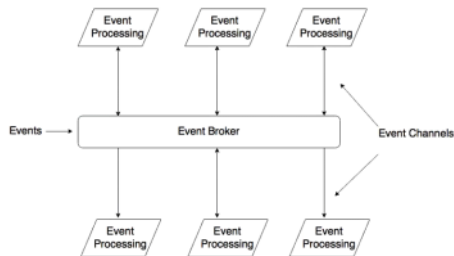 Event
Processing
Event
Processing
Event
Processing
Events
Event Broker
Event Channels
Event
Processing
Event
Processing
Event
Processing